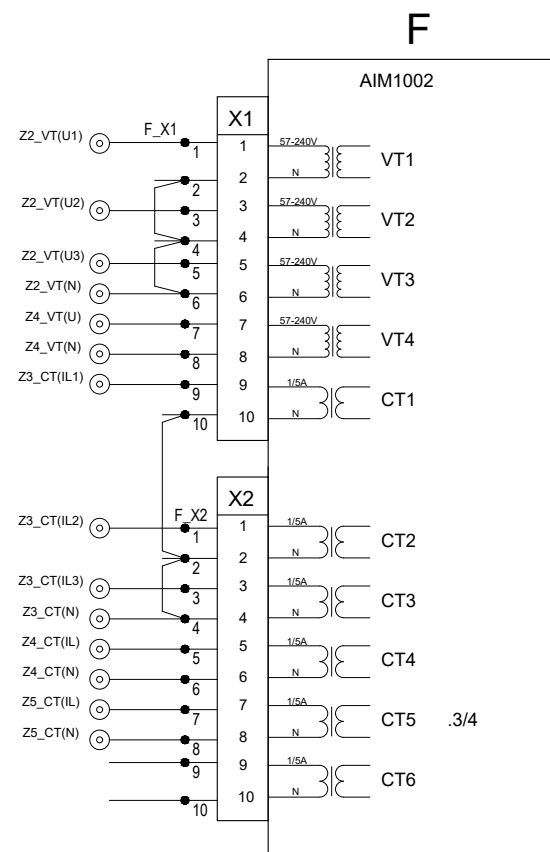 F
AIM1002
X1
F_X1
Z2_VT(U1) 1 1 57-240V VT1
2 2 N
Z2_VT(U2) 3 3 57-240V VT2
4 4 N
Z2_VT(U3) 5 5 57-240V VT3
Z2_VT(N) 6 6 N
Z4_VT(U) 7 7 57-240V VT4
Z4_VT(N) 8 8 N
Z3_CT(IL1) 9 9 1/5A CT1
10 10 N
X2
F_X2
Z3_CT(IL2) 1 1 1/5A CT2
2 2 N
Z3_CT(IL3) 3 3 1/5A CT3
Z3_CT(N) 4 4 N
Z4_CT(IL) 5 5 1/5A CT4
Z4_CT(N) 6 6 N
Z5_CT(IL) 7 7 1/5A CT5 .3/4
Z5_CT(N) 8 8 N
9 9 1/5A CT6
10 10 N